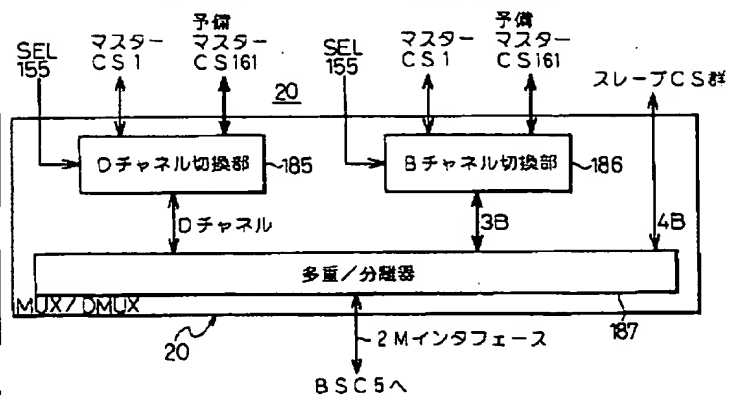 SEL
155
マスター
CS1
予備
マスター
CS161
SEL
155
マスター
CS1
予備
マスター
CS161
スレーブCS群
20
Dチャネル切換部
185
Bチャネル切換部
186
Dチャネル
3B
4B
多重/分離器
MUX/DMUX
187
20
2Mインタフェース
BSC5へ